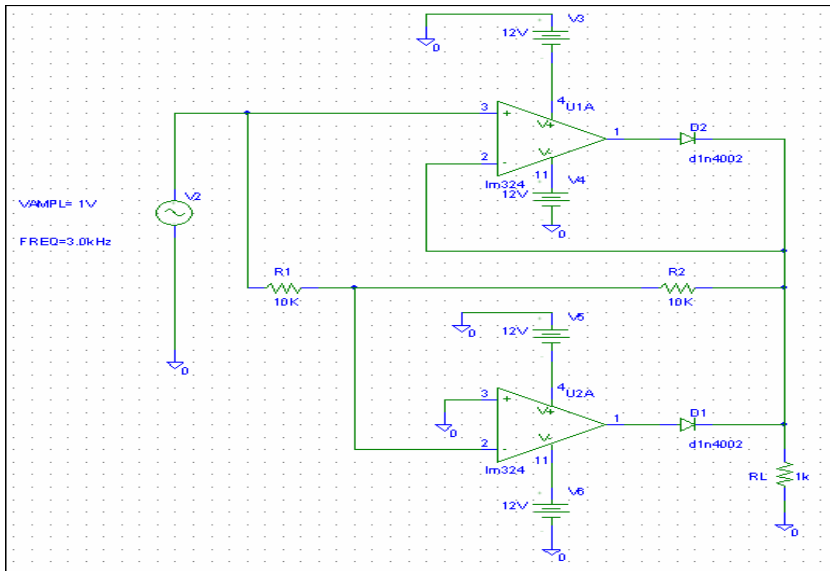 V3
12V
0
3
+
4
U1A
V+
1
D2
d1n4002
2
-
V-
11
lm324
V4
12V
0
V2
VAMPL= 1V
FREQ=3.0kHz
R1
10K
R2
10K
0
V5
12V
0
3
+
4
U2A
V+
1
D1
d1n4002
0
2
-
V-
11
lm324
RL
1k
V6
12V
0
0